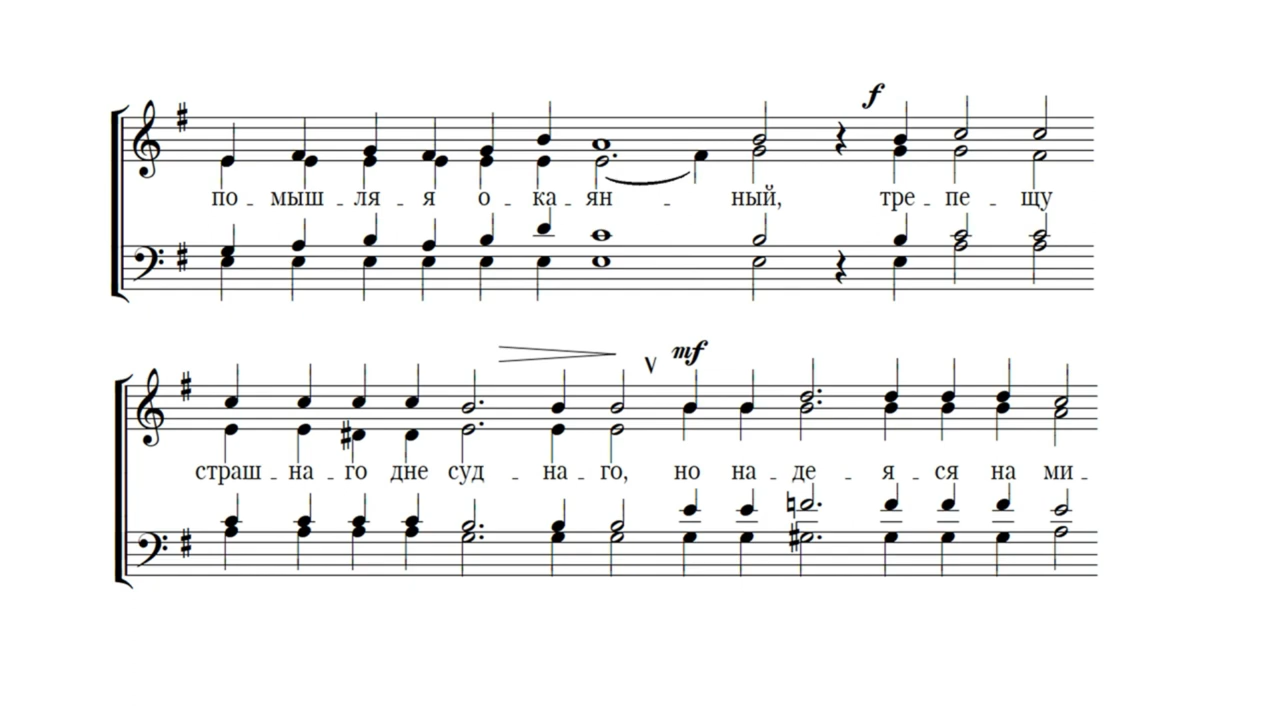 f
по - мыш - ля - я о - ка - ян - ный, тре - пе - щу
V mf
страш - на - го дне суд - на - го, но на - де - я - ся на ми -